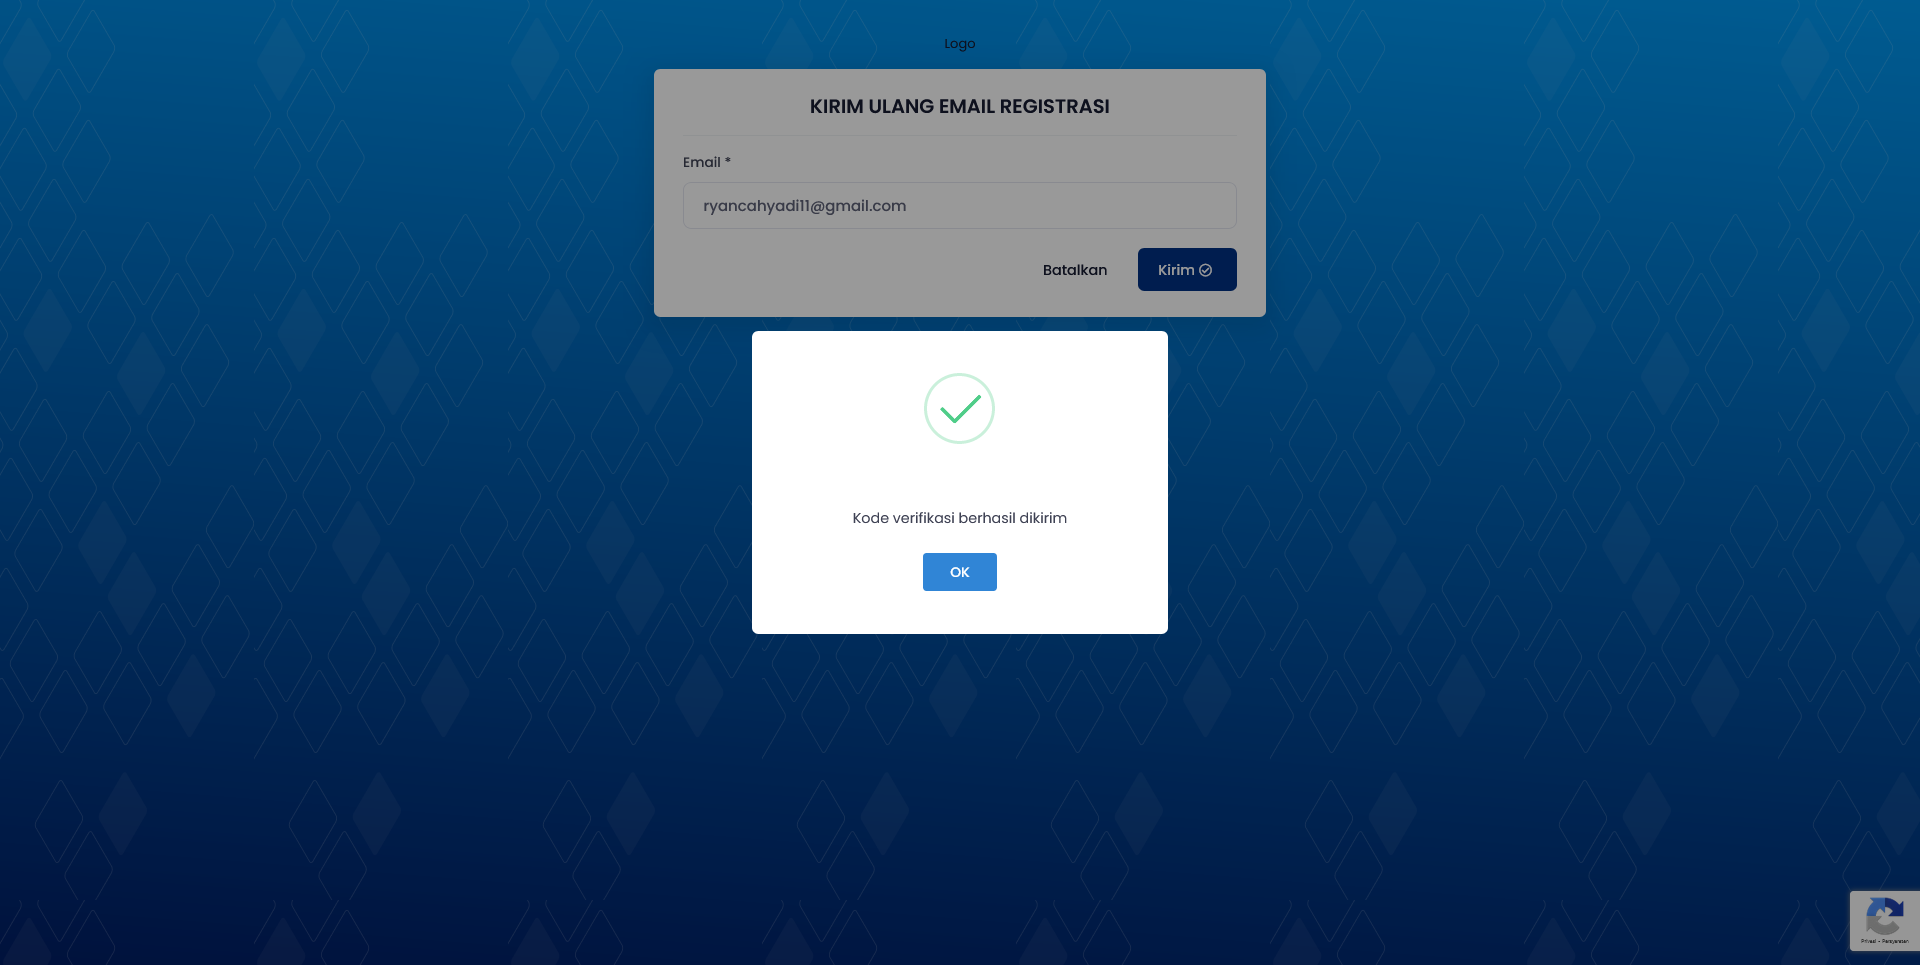 Logo
KIRIM ULANG EMAIL REGISTRASI
Email *
ryancahyadi11@gmail.com
Batalkan
Kirim
Kode verifikasi berhasil dikirim
OK
Privasi - Persyaratan